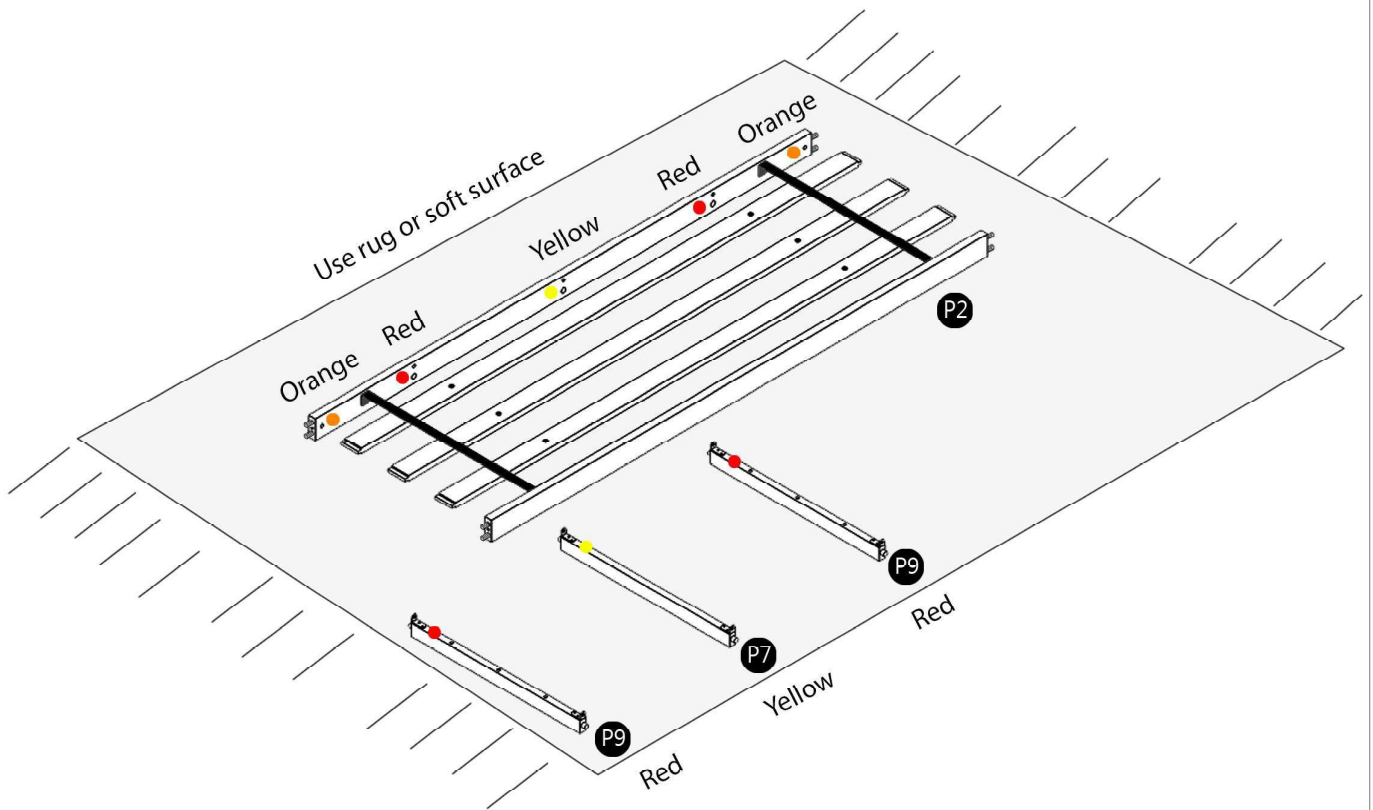 Use rug or soft surface
Orange
Red
Yellow
Red
Orange
P2
P9
Red
P7
Yellow
P9
Red